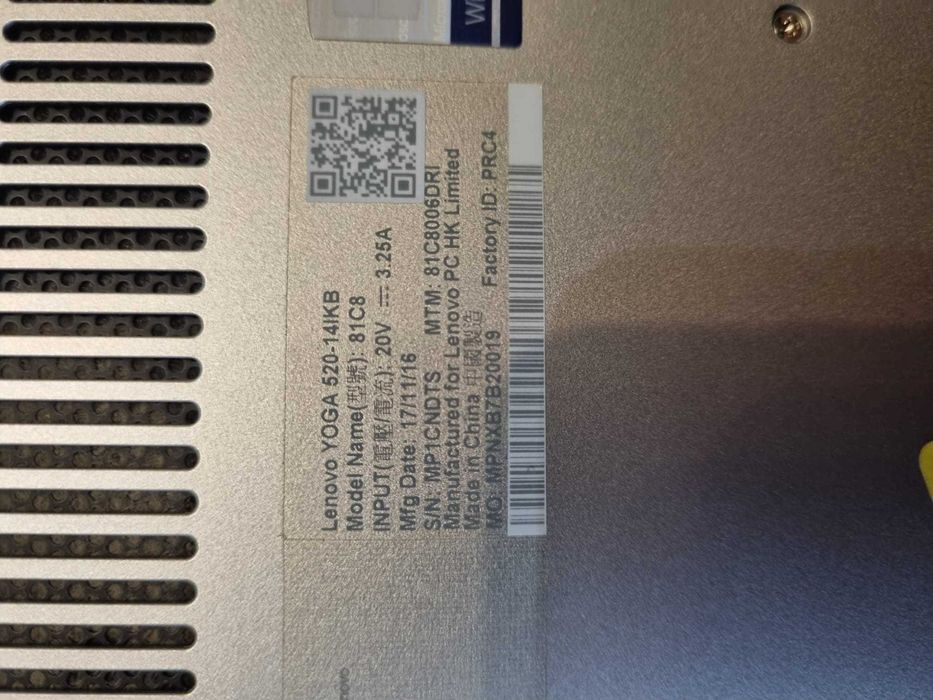 Lenovo YOGA 520-14IKB
Model Name(型號): 81C8
INPUT(電壓/電流): 20V ⎓ 3.25A
Mfg Date: 17/11/16
S/N: MP1CNDTS MTM: 81C8006DRI
Manufactured for Lenovo PC HK Limited
Made in China 中國製造
MO: MPNXB7B20019 Factory ID: PRC4